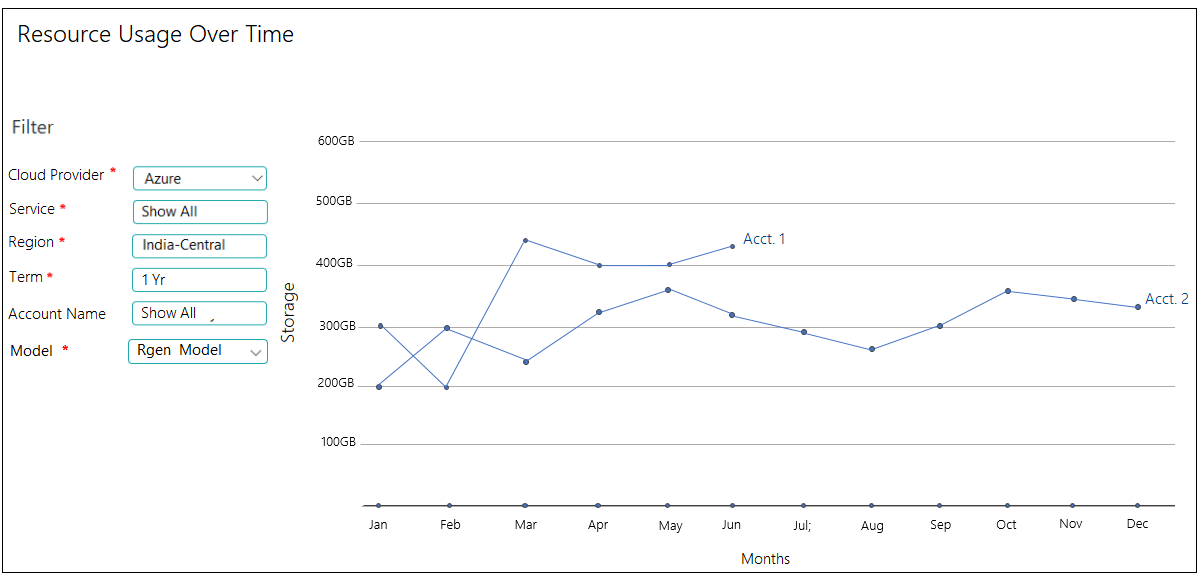 Resource Usage Over Time
Filter
Cloud Provider * Azure
Service * Show All
Region * India-Central
Term * 1 Yr
Account Name Show All
Model * Rgen Model
Storage
600GB
500GB
400GB
300GB
200GB
100GB
Acct. 1
Acct. 2
Jan Feb Mar Apr May Jun Jul; Aug Sep Oct Nov Dec
Months